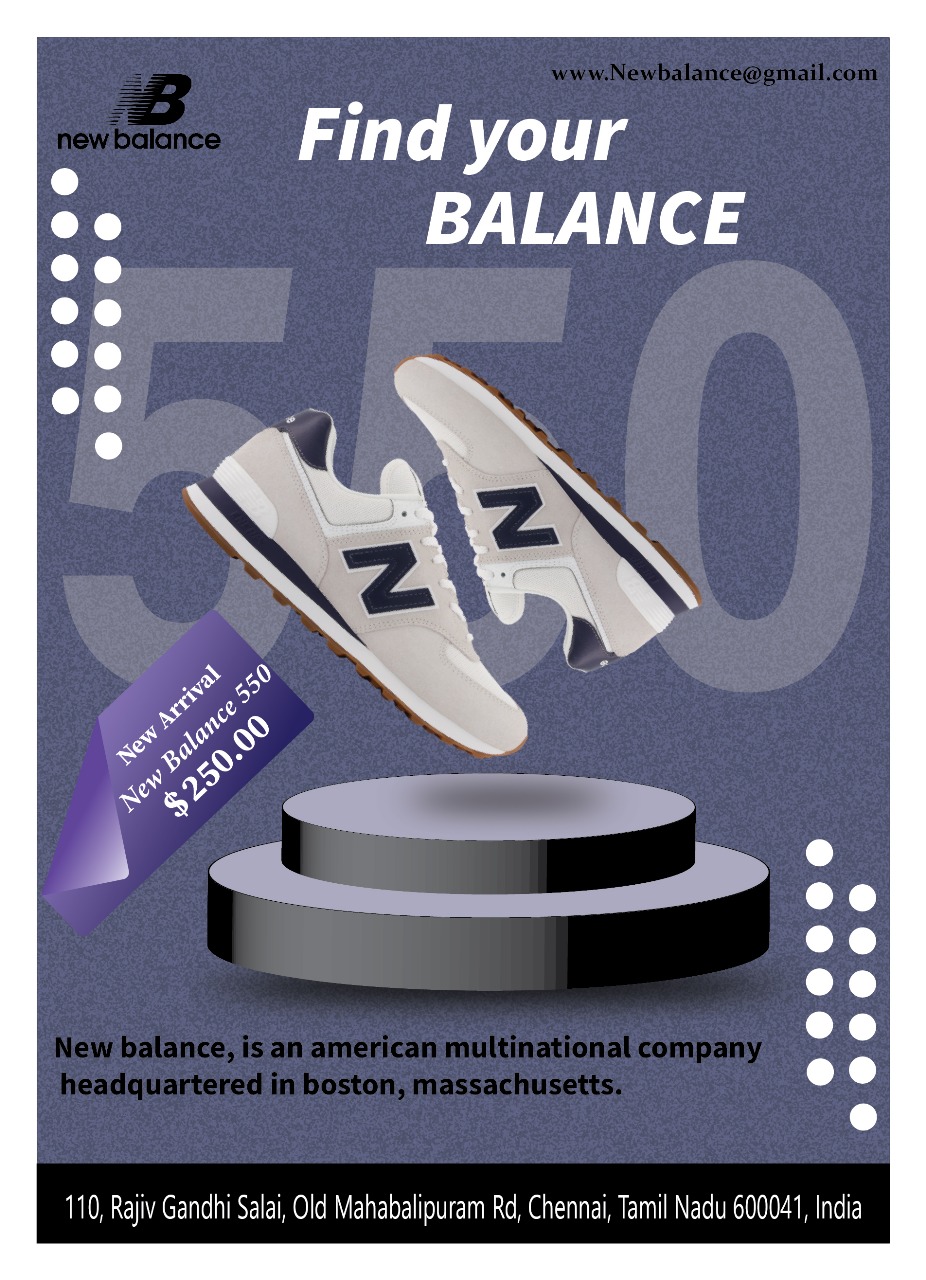 www.Newbalance@gmail.com
NB
new balance
Find your
BALANCE
550
N
N
New Arrival
New Balance 550
$250.00
New balance, is an american multinational company
headquartered in boston, massachusetts.
110, Rajiv Gandhi Salai, Old Mahabalipuram Rd, Chennai, Tamil Nadu 600041, India